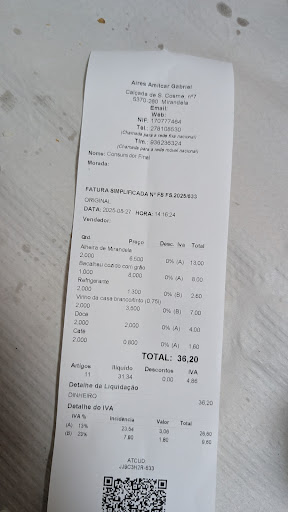 Aires Amilcar Gabriel
Calçada de S. Cosme, nº7
5370-280 Mirandela
Email:
Web:
NIF: 170777464
Tel.: 278108030
(Chamada para a rede fixa nacional)
Tlm.: 936236324
(Chamada para a rede móvel nacional)
Nome: Consumidor Final
Morada:
FATURA SIMPLIFICADA Nº FS FS 2025/633
ORIGINAL
DATA: 2025-05-27 HORA: 14:16:24
Vendedor:
Qtd. Preço Desc. Iva Total
Alheira de Mirandela
2.000 6.500 0% (A) 13.00
Bacalhau cozido com grão
1.000 8.000 0% (A) 8.00
Refrigerante
2.000 1.300 0% (B) 2.60
Vinho da casa branco/tinto (0.75l)
2.000 3.500 0% (B) 7.00
Doce
2.000 2.000 0% (A) 4.00
Café
2.000 0.800 0% (A) 1.60
TOTAL: 36,20
Artigos Ilíquido Descontos IVA
11 31,34 0,00 4,86
Detalhe da Liquidação
DINHEIRO 36,20
Detalhe do IVA
IVA % Incidência Valor Total
(A) 13% 23,54 3,06 26,60
(B) 23% 7,80 1,80 9,60
ATCUD: